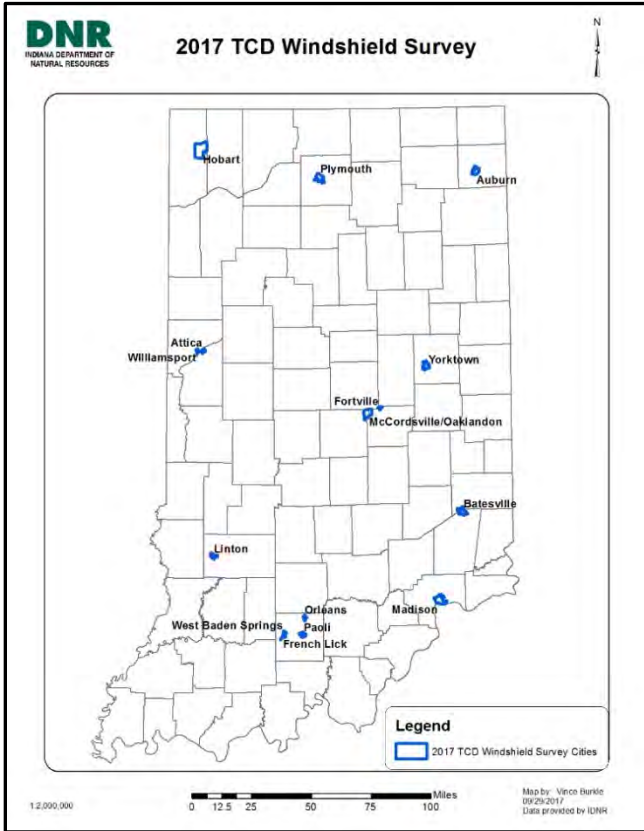 DNR
INDIANA DEPARTMENT OF
NATURAL RESOURCES
2017 TCD Windshield Survey
N
Hobart
Plymouth
Auburn
Attica
Williamsport
Yorktown
Fortville
McCordsville/Oaklandon
Batesville
Linton
Orleans
Madison
West Baden Springs
Paoli
French Lick
Legend
2017 TCD Windshield Survey Cities
Miles
0 12.5 25 50 75 100
1:2,000,000
Map by: Vince Burkle
09/29/2017
Data provided by IDNR